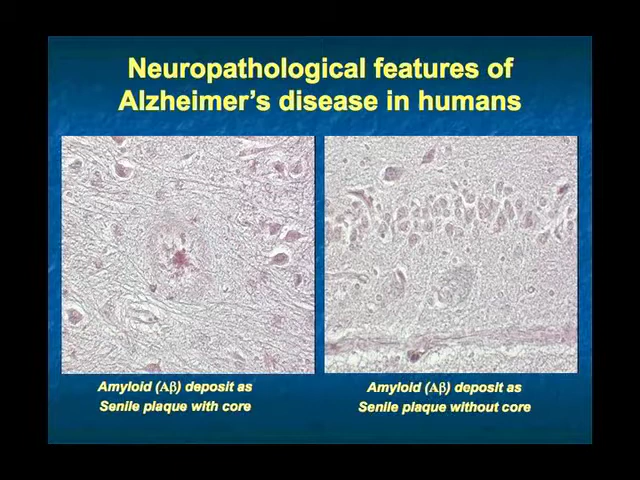 Neuropathological features of
Alzheimer's disease in humans
Amyloid (Aβ) deposit as
Senile plaque with core
Amyloid (Aβ) deposit as
Senile plaque without core